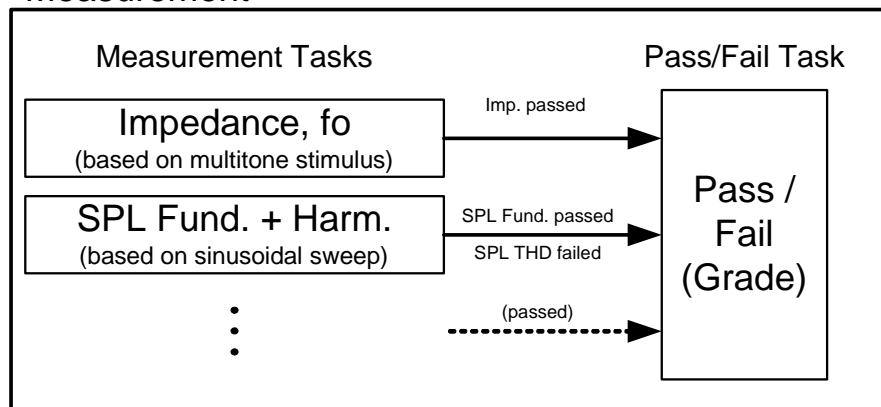 Measurement
Measurement Tasks
Pass/Fail Task
Impedance, fo
(based on multitone stimulus)
Imp. passed
SPL Fund. + Harm.
(based on sinusoidal sweep)
SPL Fund. passed
SPL THD failed
(passed)
Pass /
Fail
(Grade)